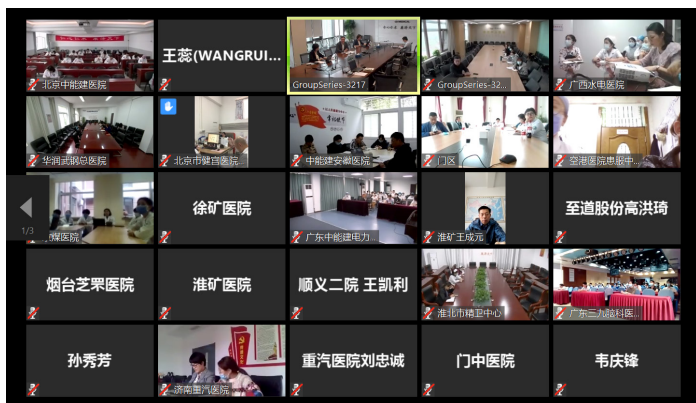 北京中能建医院
王蕊(WANGRUI...
GroupSeries-3217
GroupSeries-32...
广西水电医院
华润武钢总医院
北京市健宫医院
中能建安徽医院
门区
空港医院患服中...
1/3
媒医院
徐矿医院
广东中能建电力...
淮矿王成元
至道股份高洪琦
烟台芝罘医院
淮矿医院
顺义二院 王凯利
淮北市精卫中心
广东三九脑科医...
孙秀芳
济南重汽医院
重汽医院刘忠诚
门中医院
韦庆锋